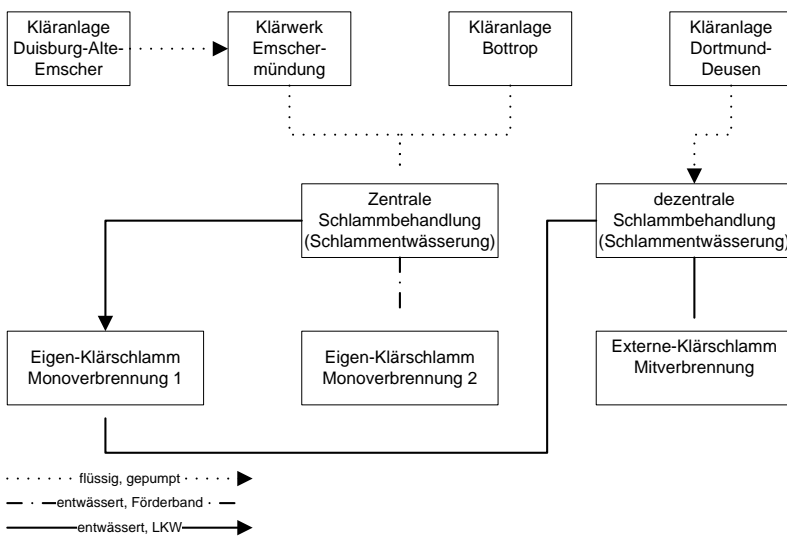 Kläranlage
Duisburg-Alte-
Emscher
Klärwerk
Emscher-
mündung
Kläranlage
Bottrop
Kläranlage
Dortmund-
Deusen
Zentrale
Schlammbehandlung
(Schlammentwässerung)
dezentrale
Schlammbehandlung
(Schlammentwässerung)
Eigen-Klärschlamm
Monoverbrennung 1
Eigen-Klärschlamm
Monoverbrennung 2
Externe-Klärschlamm
Mitverbrennung
flüssig, gepumpt
entwässert, Förderband
entwässert, LKW